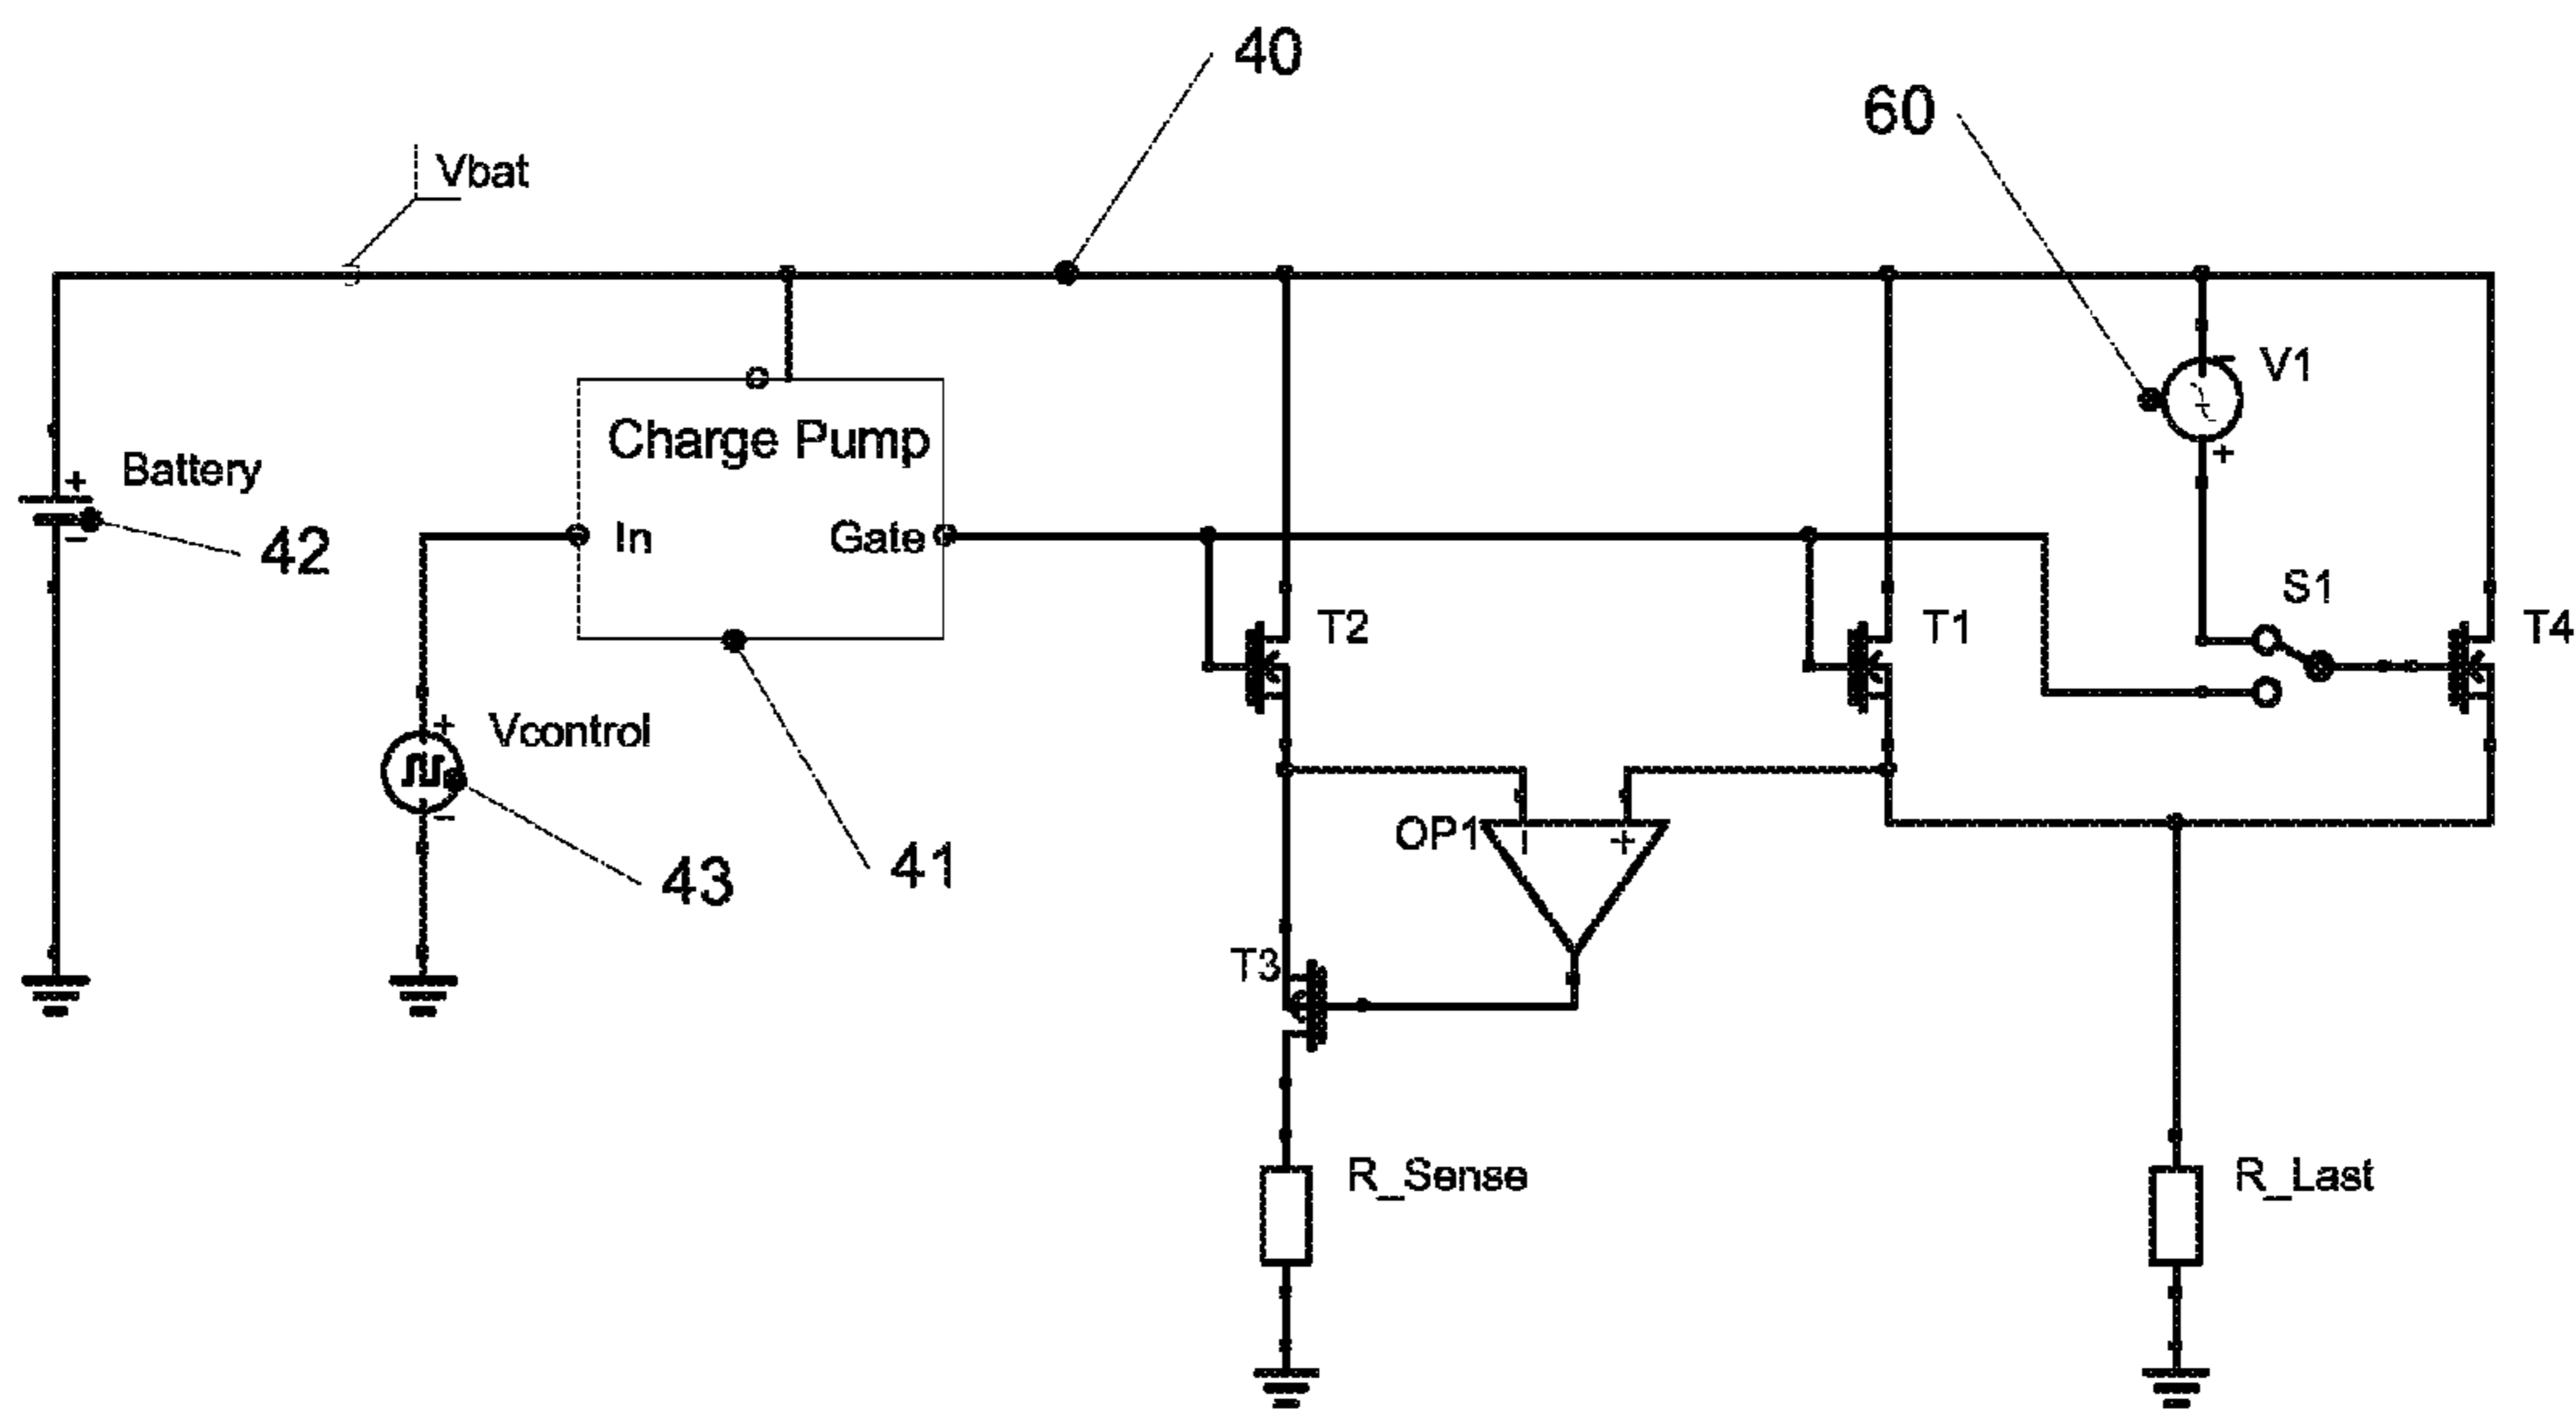 40
60
Vbat
V1
Charge Pump
Battery
+
-
42
In
Gate
+
S1
T2
T1
T4
+
Vcontrol
-
43
41
OP1
-
+
T3
R_Sense
R_Last